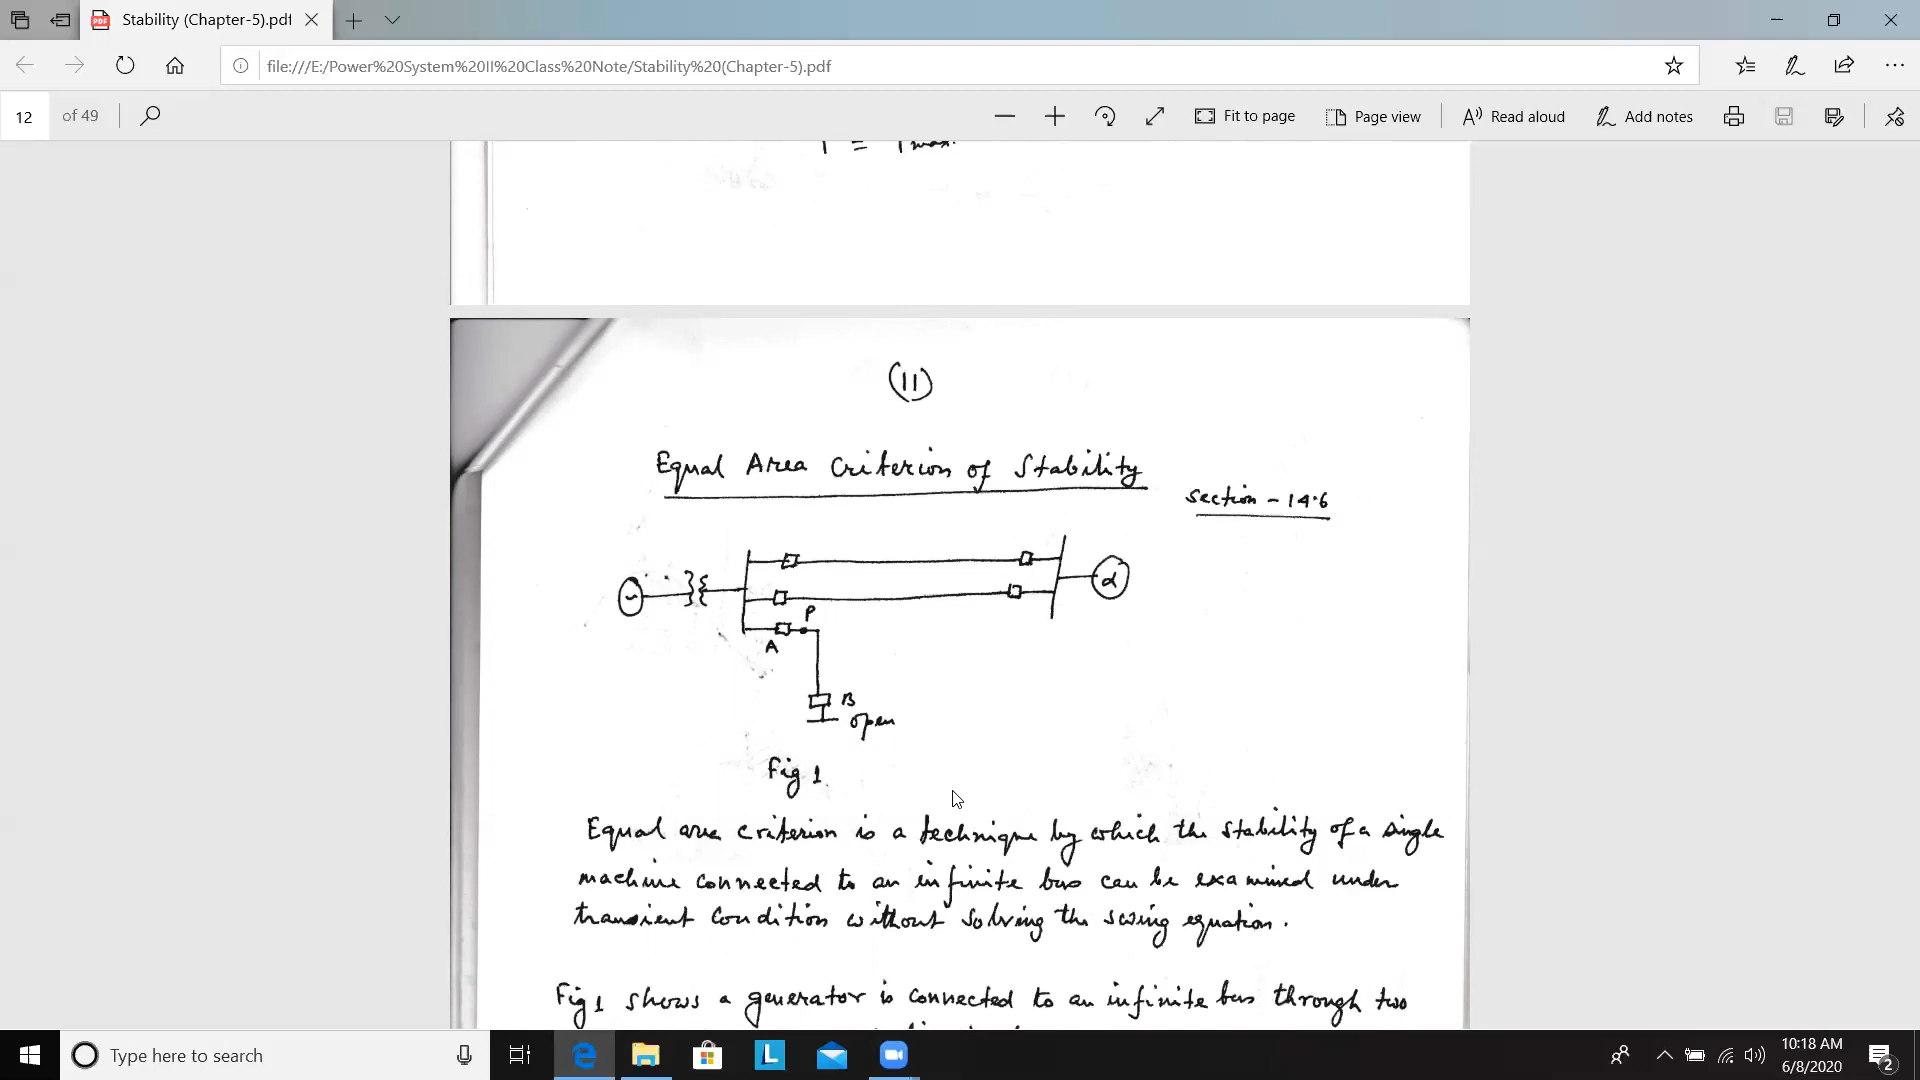 Stability (Chapter-5).pdf
file:///E:/Power%20System%20II%20Class%20Note/Stability%20(Chapter-5).pdf
12 of 49
Fit to page
Page view
Read aloud
Add notes
(11)
Equal Area Criterion of Stability
Section - 14.6
~
α
P
A
B
open
Fig 1.
Equal area criterion is a technique by which the stability of a single
machine connected to an infinite bus can be examined under
transient condition without solving the swing equation.
Fig 1 shows a generator is connected to an infinite bus through two
Type here to search
10:18 AM
6/8/2020
2